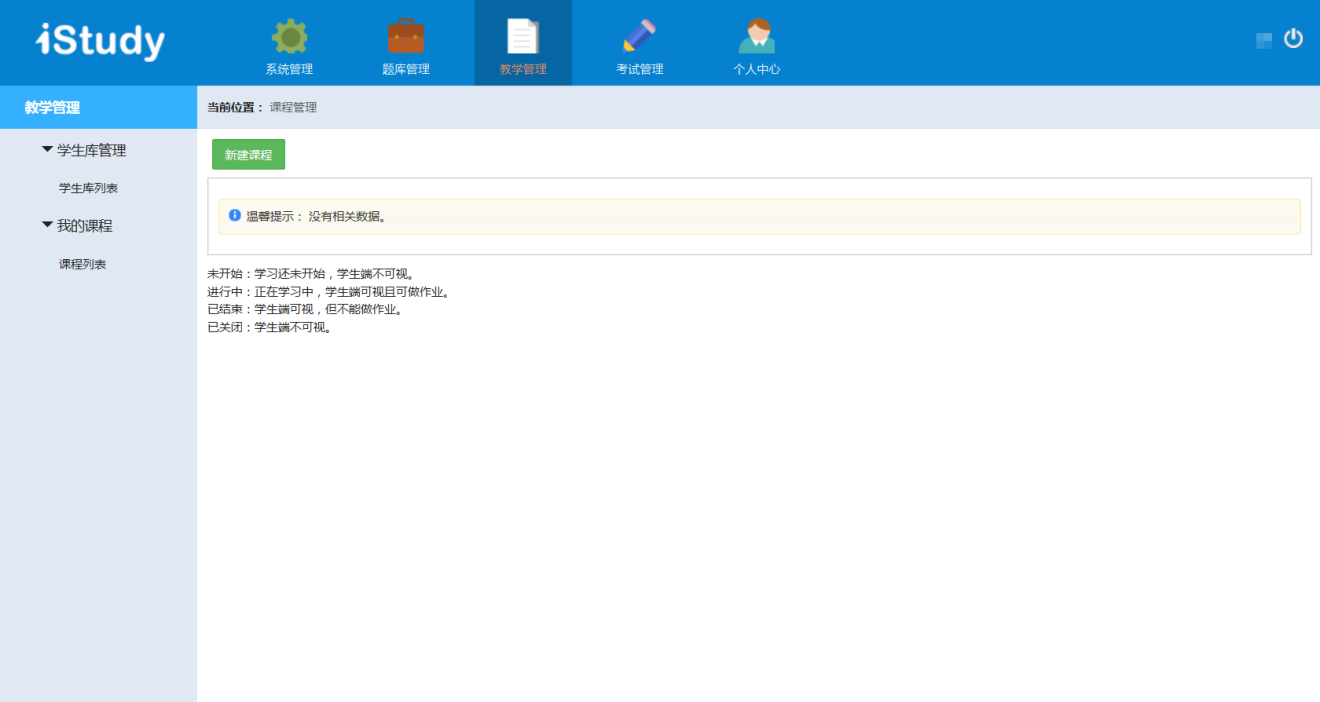 iStudy
系统管理
题库管理
教学管理
考试管理
个人中心
教学管理
当前位置： 课程管理
学生库管理
新建课程
学生库列表
温馨提示： 没有相关数据。
我的课程
课程列表
未开始：学习还未开始，学生端不可视。
进行中：正在学习中，学生端可视且可做作业。
已结束：学生端可视，但不能做作业。
已关闭：学生端不可视。